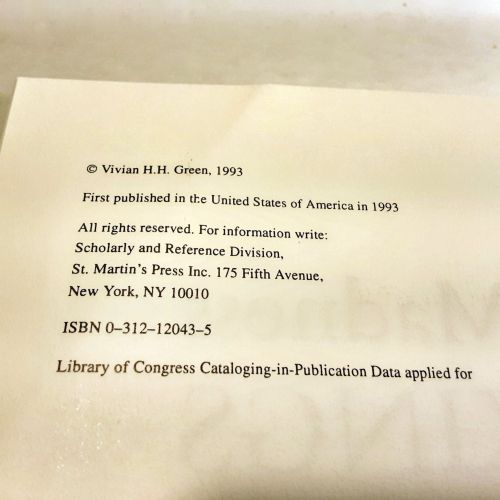 © Vivian H.H. Green, 1993
First published in the United States of America in 1993
All rights reserved. For information write:
Scholarly and Reference Division,
St. Martin's Press Inc. 175 Fifth Avenue,
New York, NY 10010
ISBN 0–312–12043–5
Library of Congress Cataloging-in-Publication Data applied for